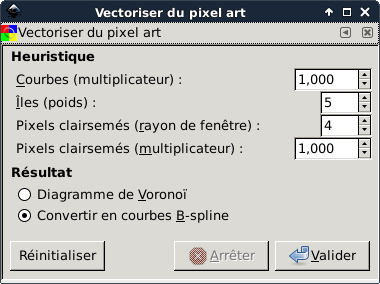 Vectoriser du pixel art
Vectoriser du pixel art
Heuristique
Courbes (multiplicateur) : 1,000
Îles (poids) : 5
Pixels clairsemés (rayon de fenêtre) : 4
Pixels clairsemés (multiplicateur) : 1,000
Résultat
Diagramme de Voronoï
Convertir en courbes B-spline
Réinitialiser Arrêter Valider